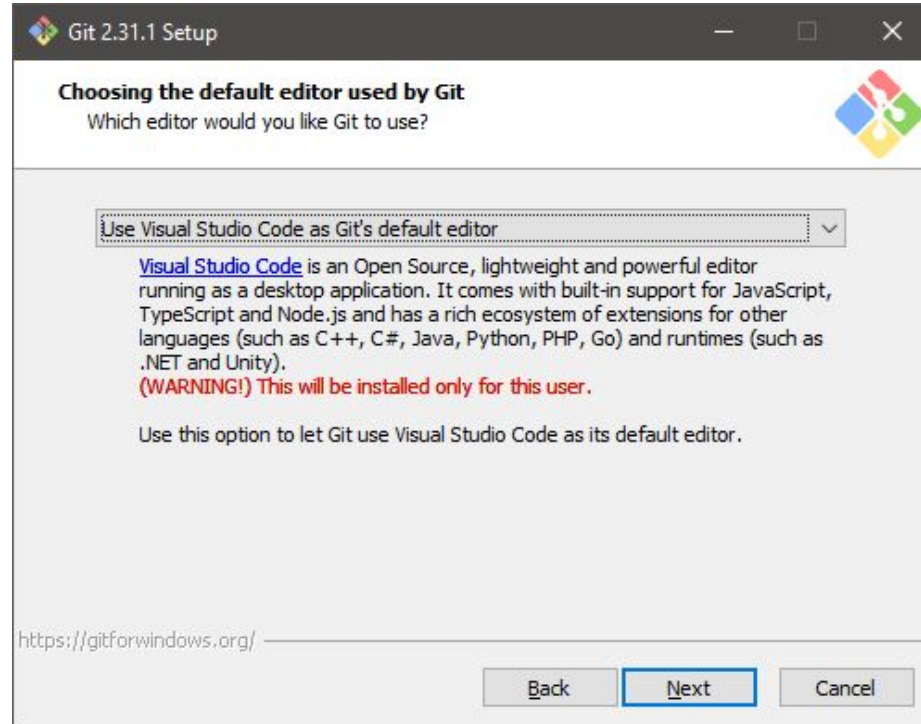 Git 2.31.1 Setup
Choosing the default editor used by Git
Which editor would you like Git to use?
Use Visual Studio Code as Git's default editor
Visual Studio Code is an Open Source, lightweight and powerful editor
running as a desktop application. It comes with built-in support for JavaScript,
TypeScript and Node.js and has a rich ecosystem of extensions for other
languages (such as C++, C#, Java, Python, PHP, Go) and runtimes (such as
.NET and Unity).
(WARNING!) This will be installed only for this user.
Use this option to let Git use Visual Studio Code as its default editor.
https://gitforwindows.org/
Back Next Cancel